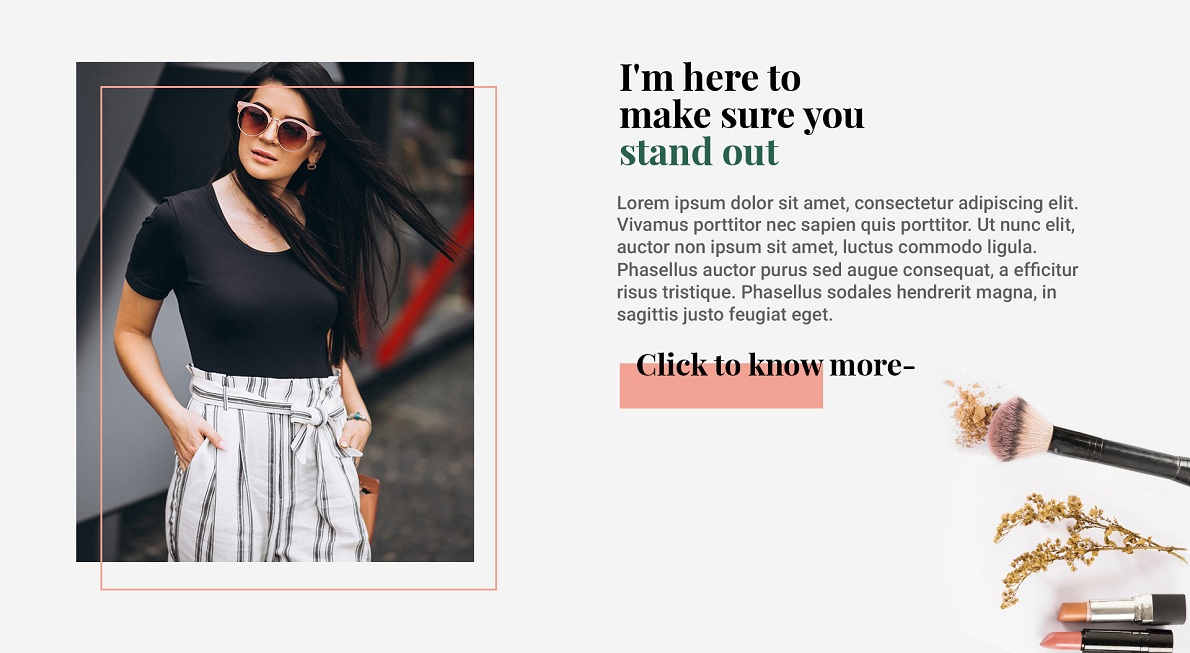 I'm here to
make sure you
stand out
Lorem ipsum dolor sit amet, consectetur adipiscing elit.
Vivamus porttitor nec sapien quis porttitor. Ut nunc elit,
auctor non ipsum sit amet, luctus commodo ligula.
Phasellus auctor purus sed augue consequat, a efficitur
risus tristique. Phasellus sodales hendrerit magna, in
sagittis justo feugiat eget.
Click to know more-